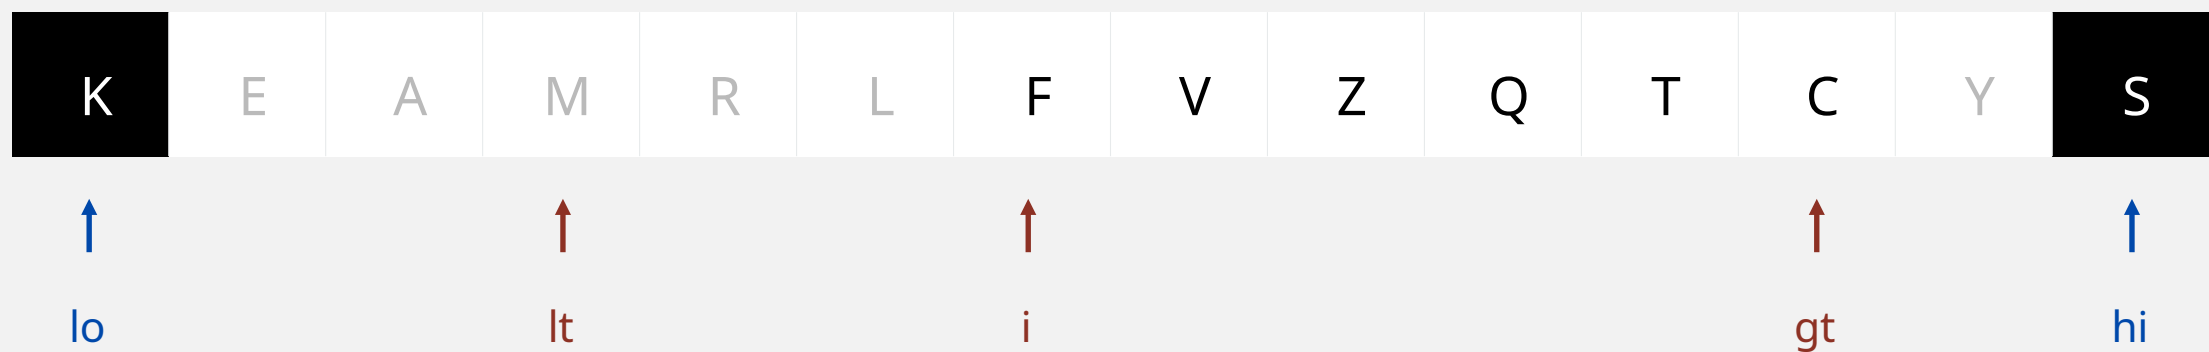 K E A M R L F V Z Q T C Y S
lo lt i gt hi